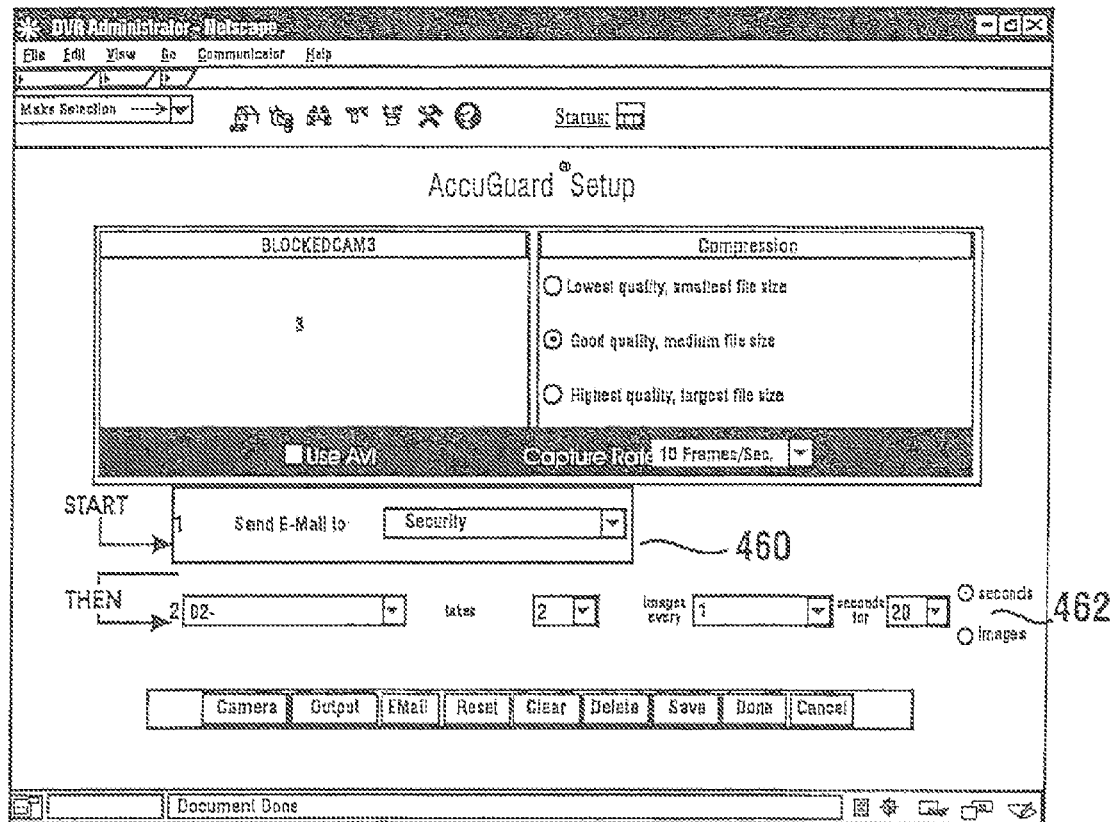 DVR Administrator - Netscape
File Edit View Go Communicator Help
Make Selection ---->
Status:
AccuGuard® Setup
BLOCKEDCAM3
Compression
3
Lowest quality, smallest file size
Good quality, medium file size
Highest quality, largest file size
Use AVI
Capture Rate 10 Frames/Sec.
START
1 Send E-Mail to Security
460
THEN
2 02- takes 2 images every 1 seconds for 20 seconds
images
462
Camera Output EMail Reset Clear Delete Save Done Cancel
Document Done